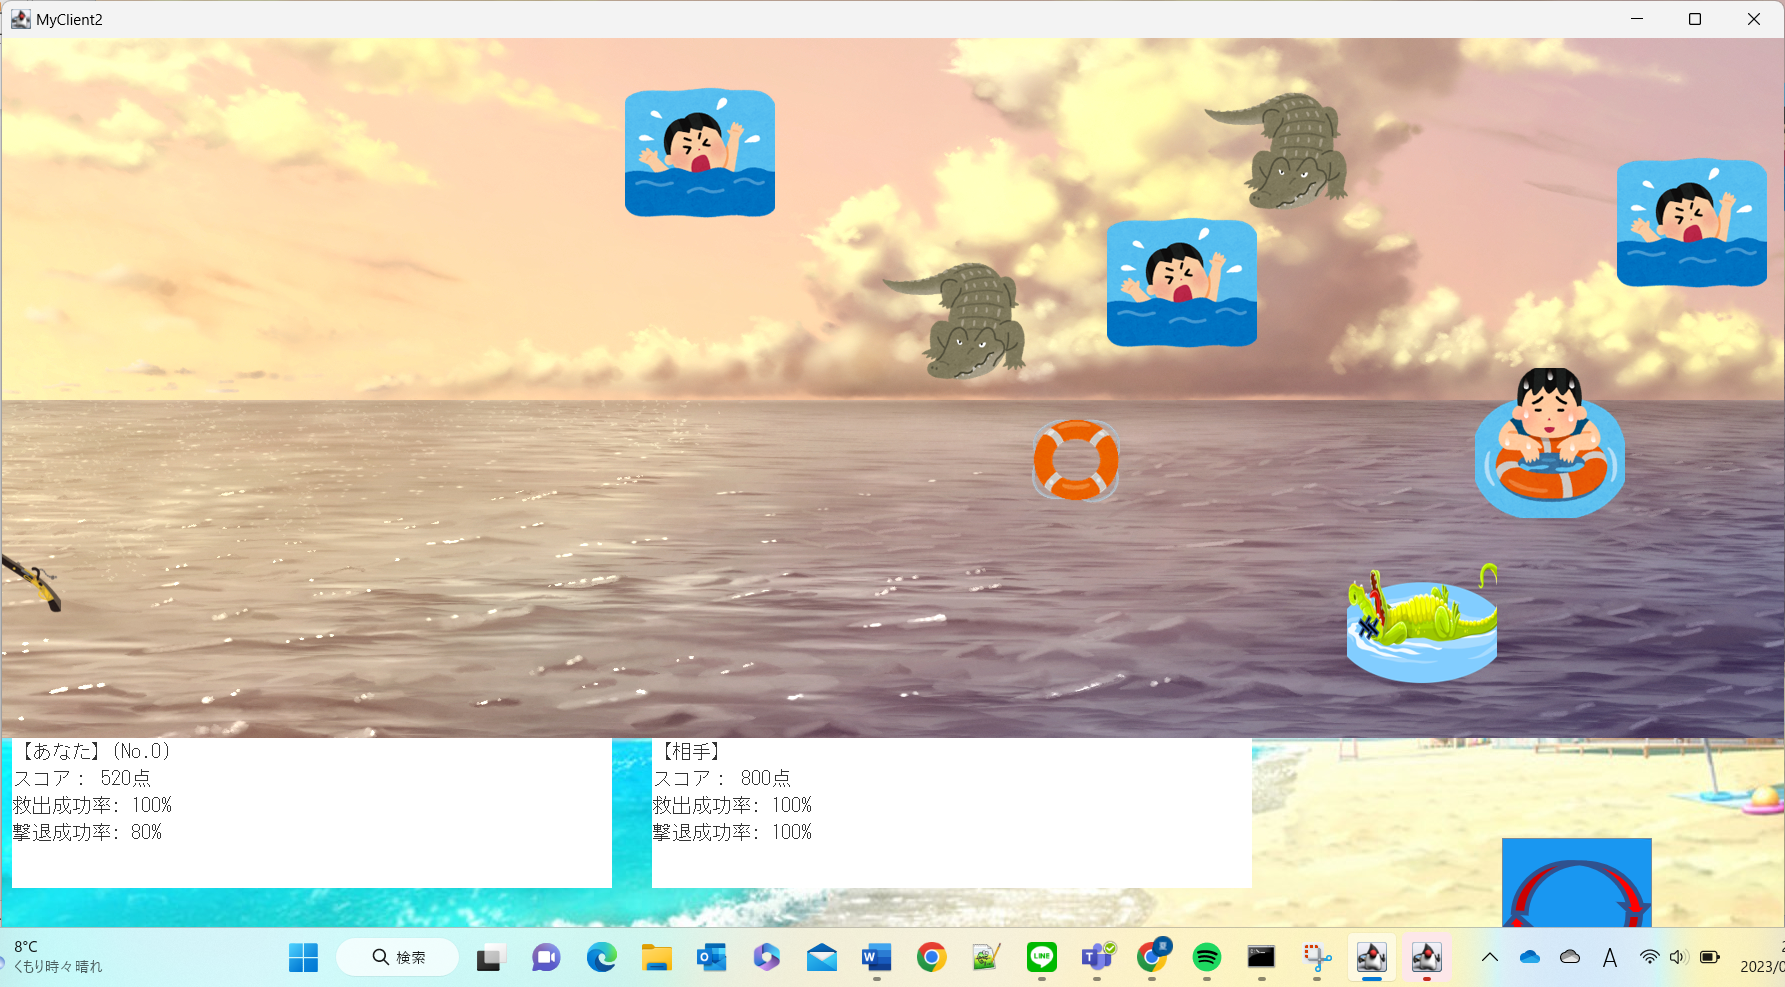 MyClient2
【あなた】(No.0)
スコア： 520点
救出成功率: 100%
撃退成功率: 80%
【相手】
スコア： 800点
救出成功率: 100%
撃退成功率: 100%
8°C
くもり時々晴れ
検索
LINE
夏
A
2023/0